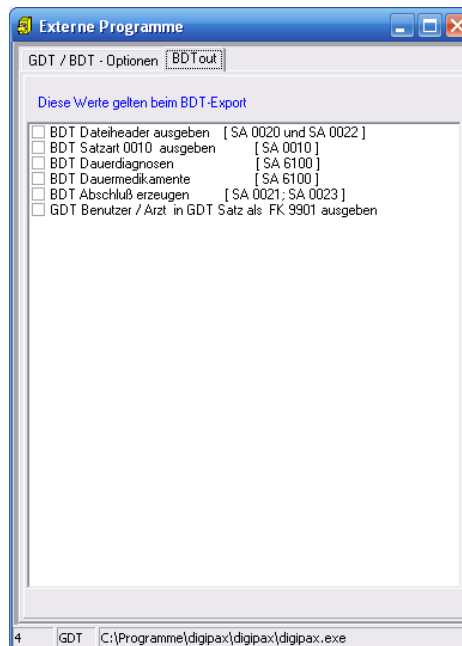 Externe Programme
GDT / BDT - Optionen BDTout
Diese Werte gelten beim BDT-Export
BDT Dateiheader ausgeben [ SA 0020 und SA 0022 ]
BDT Satzart 0010 ausgeben [ SA 0010 ]
BDT Dauerdiagnosen [ SA 6100 ]
BDT Dauermedikamente [ SA 6100 ]
BDT Abschluß erzeugen [ SA 0021; SA 0023 ]
GDT Benutzer / Arzt in GDT Satz als FK 9901 ausgeben
4 GDT C:\Programme\digipax\digipax\digipax.exe